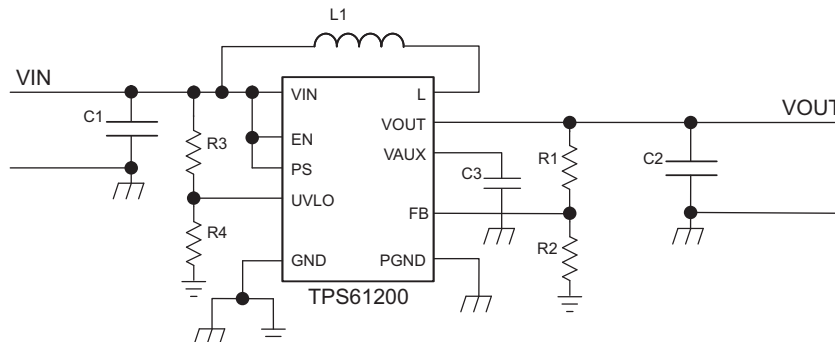 L1
VIN
VIN
L
VOUT
VOUT
C1
EN
R3
VAUX
R1
C2
PS
C3
UVLO
FB
R4
R2
GND
PGND
TPS61200